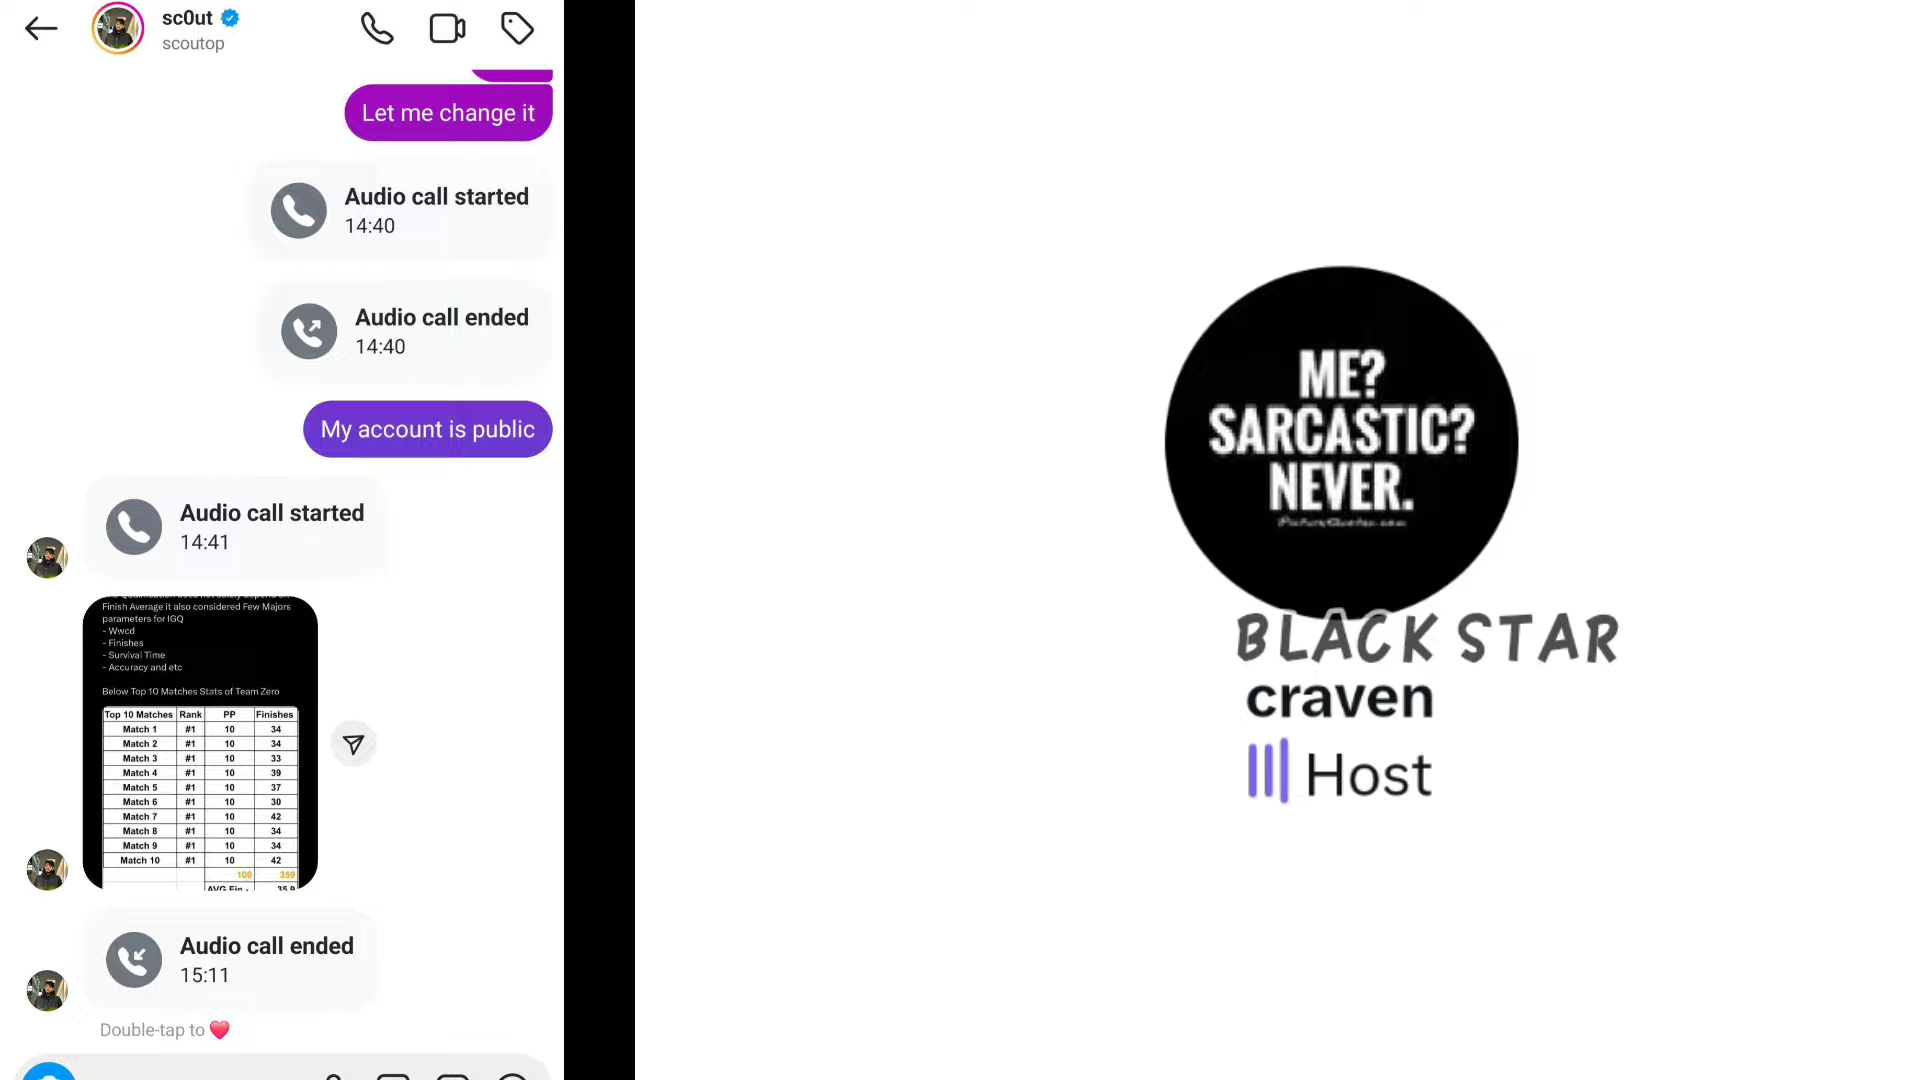 sc0ut
scoutop
Let me change it
Audio call started
14:40
Audio call ended
14:40
My account is public
Audio call started
14:41
Finish Average it also considered Few Majors
parameters for IGQ
- Wwcd
- Finishes
- Survival Time
- Accuracy and etc
Below Top 10 Matches Stats of Team Zero
Top 10 Matches Rank PP Finishes
Match 1 #1 10 34
Match 2 #1 10 34
Match 3 #1 10 33
Match 4 #1 10 39
Match 5 #1 10 37
Match 6 #1 10 30
Match 7 #1 10 42
Match 8 #1 10 34
Match 9 #1 10 34
Match 10 #1 10 42
100 359
AVG Fin - 35.9
Audio call ended
15:11
Double-tap to
ME?
SARCASTIC?
NEVER.
PictureQuotes.com
BLACK STAR
craven
Host